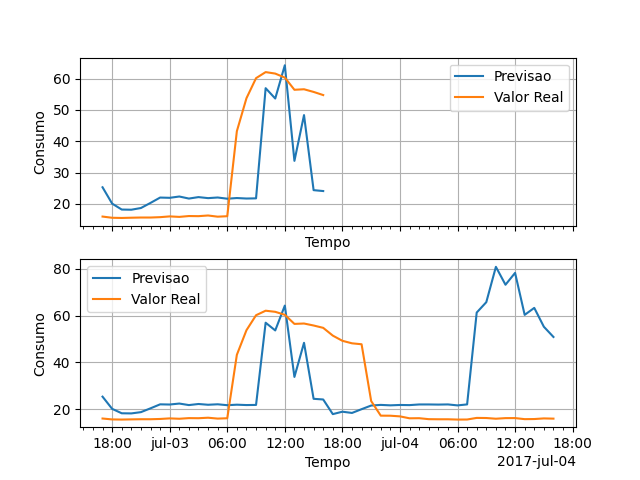 60
50
40
30
20
Consumo
Previsao
Valor Real
Tempo
80
60
40
20
Consumo
Previsao
Valor Real
18:00 jul-03 06:00 12:00 18:00 jul-04 06:00 12:00 18:00
Tempo
2017-jul-04